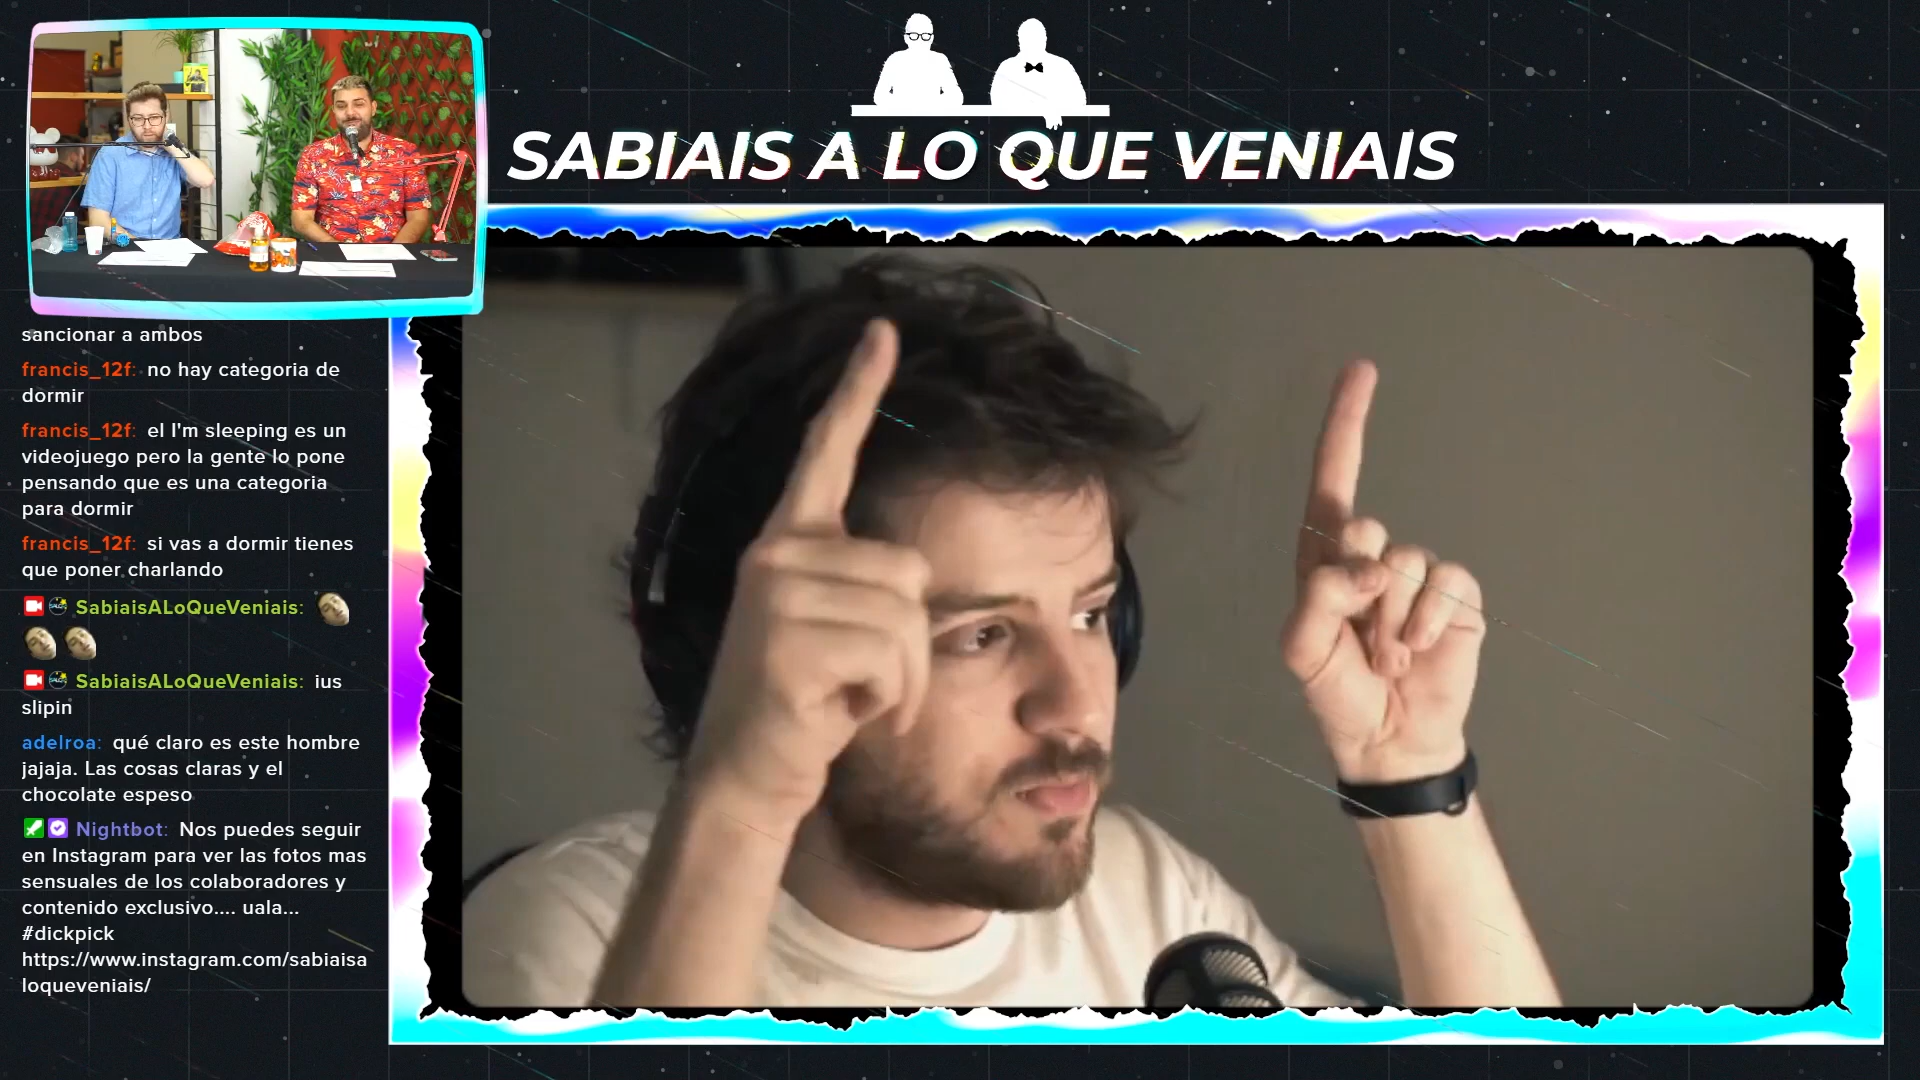 SABIAIS A LO QUE VENIAIS
sancionar a ambos
francis_12f: no hay categoria de
dormir
francis_12f: el I'm sleeping es un
videojuego pero la gente lo pone
pensando que es una categoria
para dormir
francis_12f: si vas a dormir tienes
que poner charlando
SabiaisALoQueVeniais:
SabiaisALoQueVeniais: ius
slipin
adelroa: qué claro es este hombre
jajaja. Las cosas claras y el
chocolate espeso
Nightbot: Nos puedes seguir
en Instagram para ver las fotos mas
sensuales de los colaboradores y
contenido exclusivo.... uala...
#dickpick
https://www.instagram.com/sabiaisa
loqueveniais/